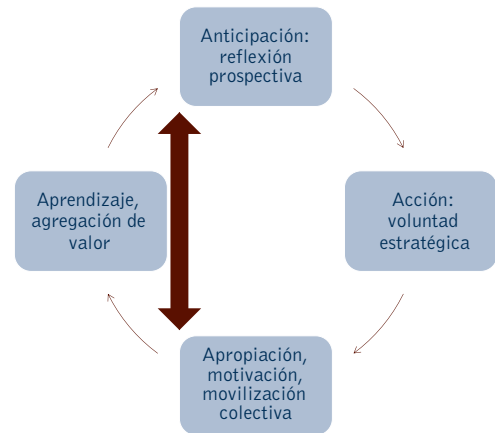 Anticipación:
reflexión
prospectiva
Aprendizaje,
agregación de
valor
Acción:
voluntad
estratégica
Apropiación,
motivación,
movilización
colectiva